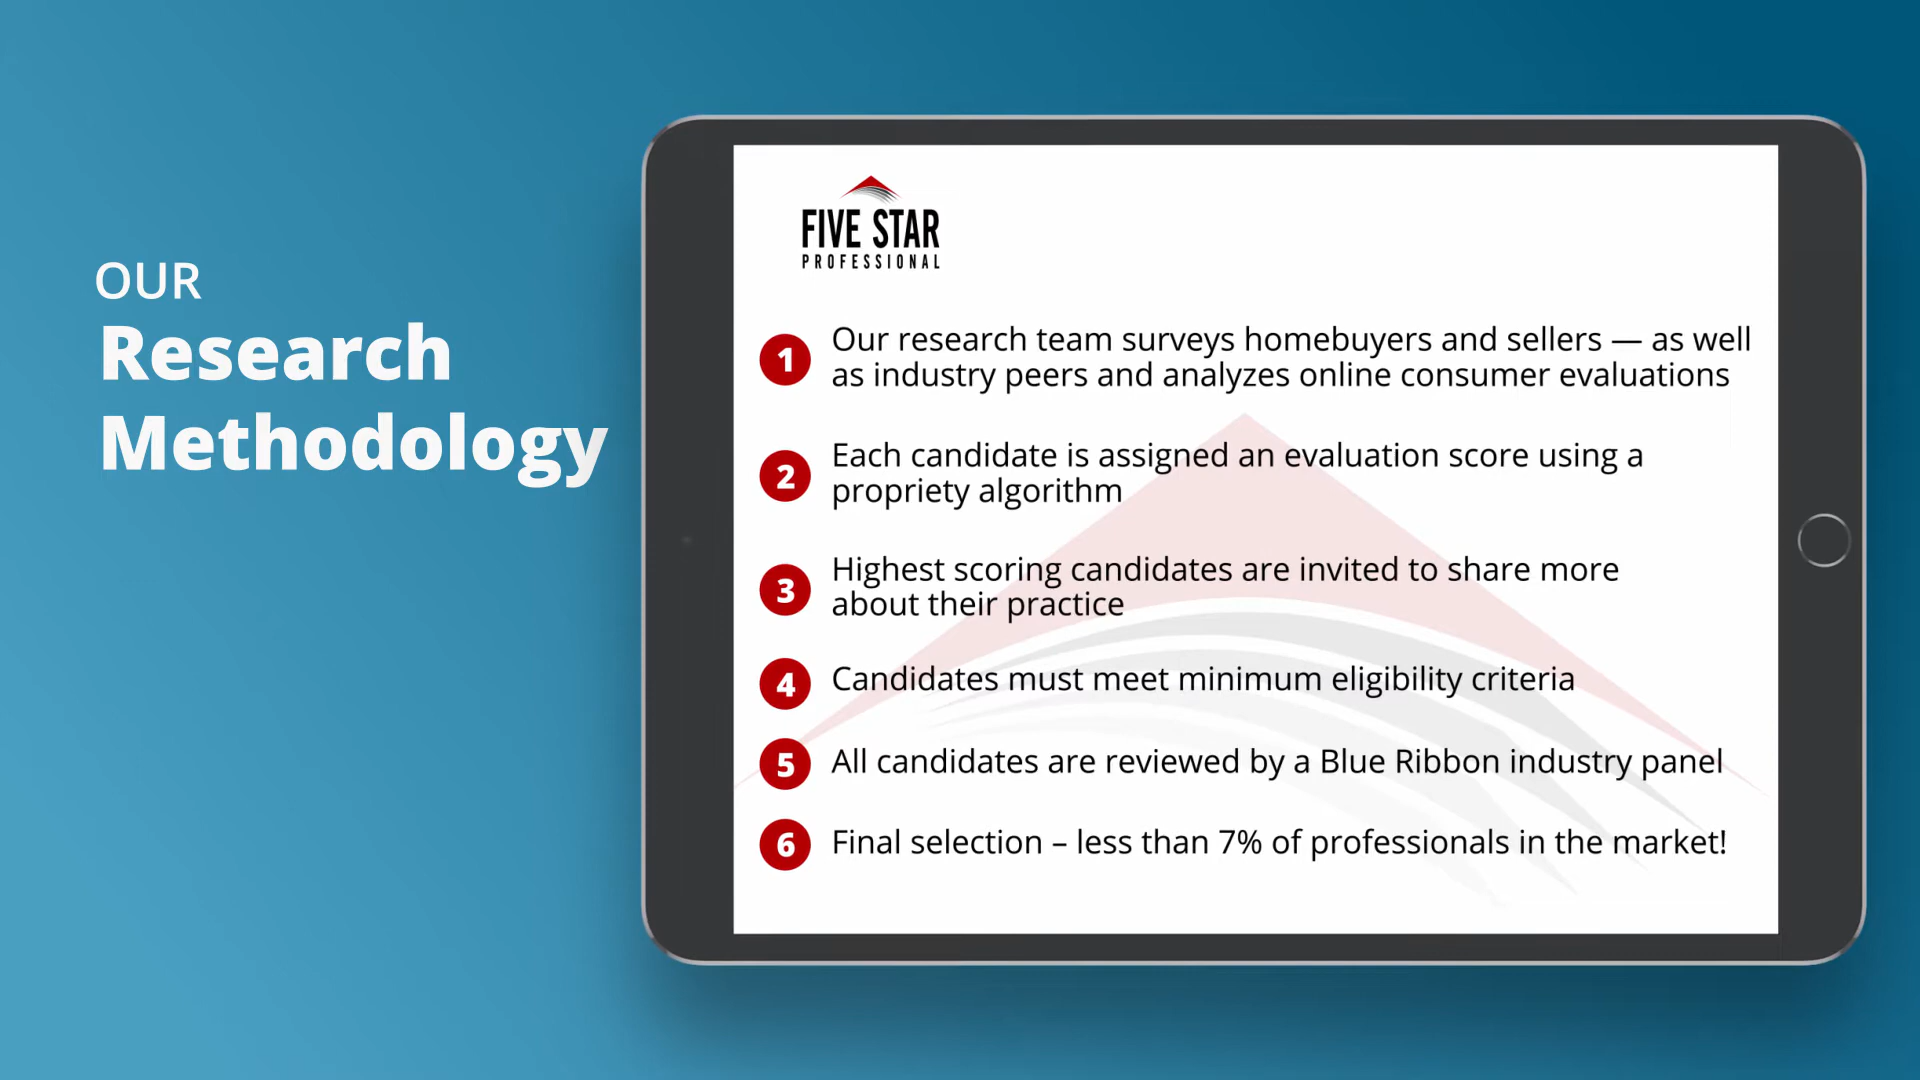 OUR
Research
Methodology
FIVE STAR
PROFESSIONAL
1 Our research team surveys homebuyers and sellers — as well
as industry peers and analyzes online consumer evaluations
2 Each candidate is assigned an evaluation score using a
propriety algorithm
3 Highest scoring candidates are invited to share more
about their practice
4 Candidates must meet minimum eligibility criteria
5 All candidates are reviewed by a Blue Ribbon industry panel
6 Final selection – less than 7% of professionals in the market!